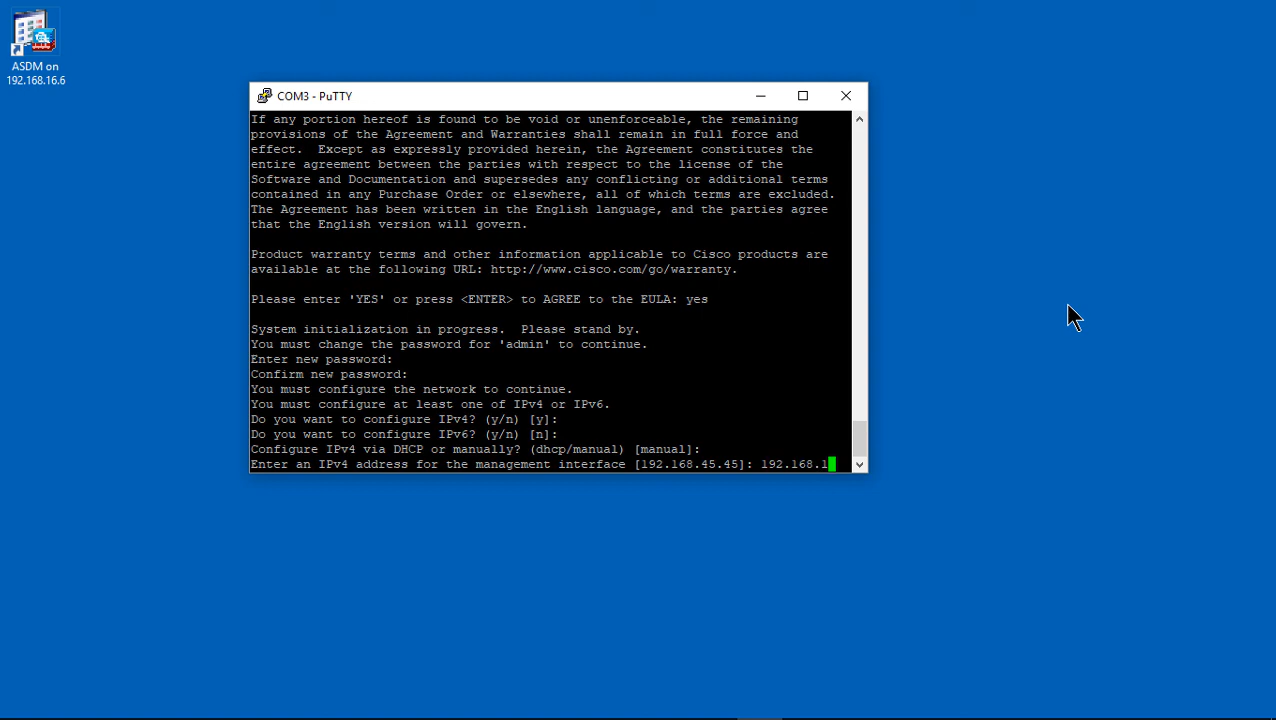 ASDM on
192.168.16.6
COM3 - PuTTY
If any portion hereof is found to be void or unenforceable, the remaining
provisions of the Agreement and Warranties shall remain in full force and
effect.  Except as expressly provided herein, the Agreement constitutes the
entire agreement between the parties with respect to the license of the
Software and Documentation and supersedes any conflicting or additional terms
contained in any Purchase Order or elsewhere, all of which terms are excluded.
The Agreement has been written in the English language, and the parties agree
that the English version will govern.
Product warranty terms and other information applicable to Cisco products are
available at the following URL: http://www.cisco.com/go/warranty.
Please enter 'YES' or press <ENTER> to AGREE to the EULA: yes
System initialization in progress.  Please stand by.
You must change the password for 'admin' to continue.
Enter new password:
Confirm new password:
You must configure the network to continue.
You must configure at least one of IPv4 or IPv6.
Do you want to configure IPv4? (y/n) [y]:
Do you want to configure IPv6? (y/n) [n]:
Configure IPv4 via DHCP or manually? (dhcp/manual) [manual]:
Enter an IPv4 address for the management interface [192.168.45.45]: 192.168.1